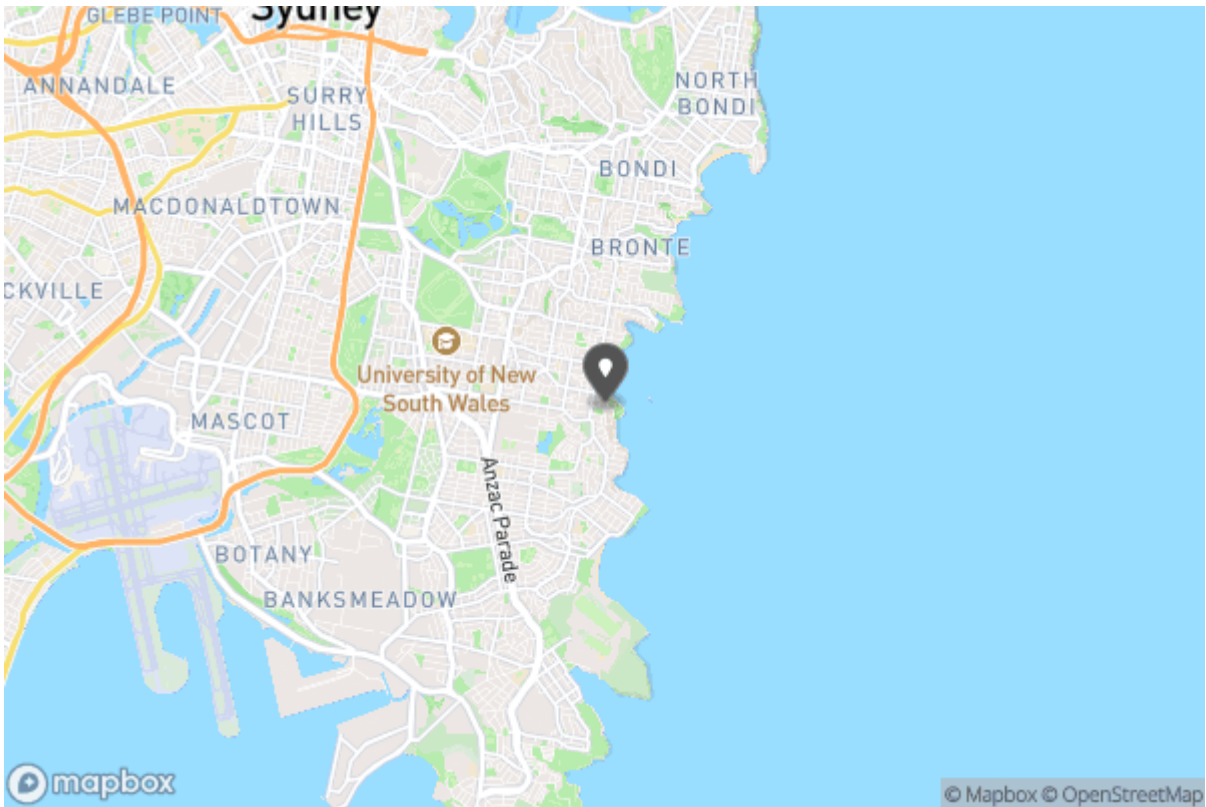 GLEBE POINT
Sydney
ANNANDALE
SURRY
HILLS
NORTH
BONDI
BONDI
MACDONALDTOWN
BRONTE
CKVILLE
University of New
South Wales
MASCOT
Anzac Parade
BOTANY
BANKSMEADOW
mapbox
© Mapbox © OpenStreetMap